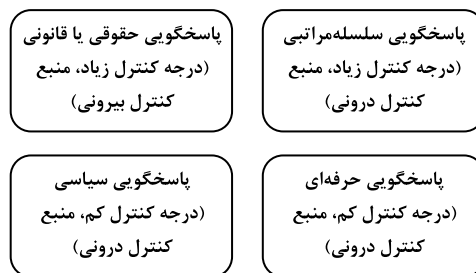 پاسخگویی سلسله‌مراتبی
(درجه کنترل زیاد، منبع
کنترل درونی)
پاسخگویی حقوقی یا قانونی
(درجه کنترل زیاد، منبع
کنترل بیرونی)
پاسخگویی حرفه‌ای
(درجه کنترل کم، منبع
کنترل درونی)
پاسخگویی سیاسی
(درجه کنترل کم، منبع
کنترل درونی)